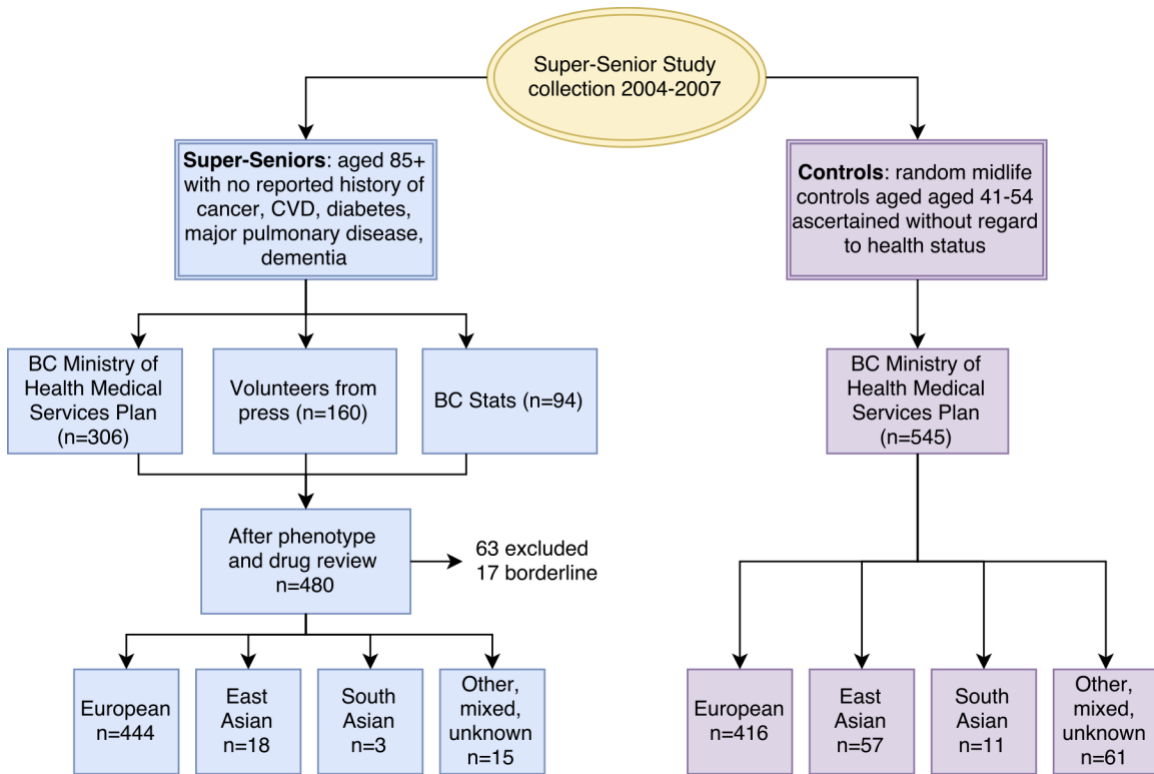 Super-Senior Study
collection 2004-2007
Super-Seniors: aged 85+
with no reported history of
cancer, CVD, diabetes,
major pulmonary disease,
dementia
Controls: random midlife
controls aged aged 41-54
ascertained without regard
to health status
BC Ministry of
Health Medical
Services Plan
(n=306)
Volunteers from
press (n=160)
BC Stats (n=94)
BC Ministry of
Health Medical
Services Plan
(n=545)
After phenotype
and drug review
n=480
63 excluded
17 borderline
European
n=444
East
Asian
n=18
South
Asian
n=3
Other,
mixed,
unknown
n=15
European
n=416
East
Asian
n=57
South
Asian
n=11
Other,
mixed,
unknown
n=61